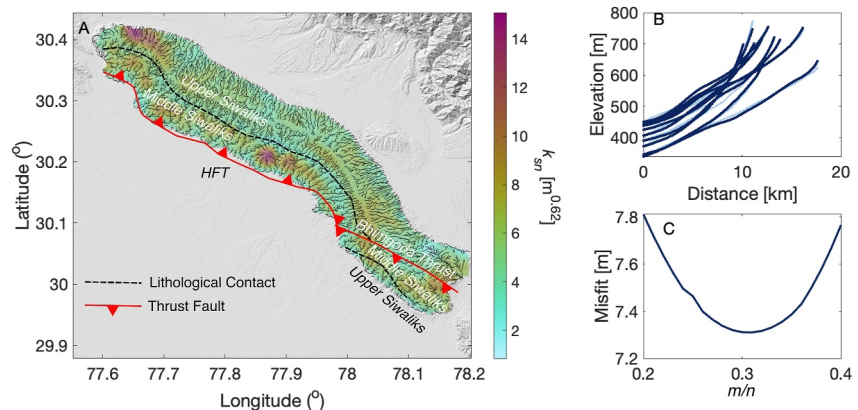 A
30.4
30.3
30.2
30.1
30
29.9
Latitude (º)
77.6
77.7
77.8
77.9
78
78.1
78.2
Longitude (º)
Upper Siwaliks
Middle Siwaliks
HFT
Bhimgoda Thrust
Middle Siwaliks
Upper Siwaliks
Lithological Contact
Thrust Fault
14
12
10
8
6
4
2
k sn [m^0.62]
B
800
700
600
500
400
Elevation [m]
0
10
20
Distance [km]
C
7.8
7.6
7.4
7.2
Misfit [m]
0.2
0.3
0.4
m/n